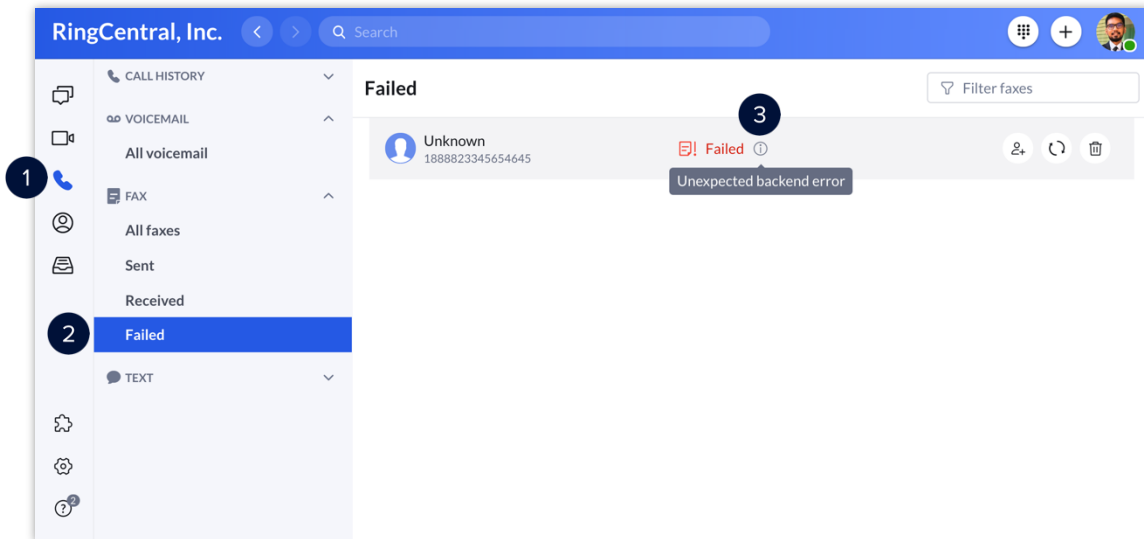 RingCentral, Inc.
Search
CALL HISTORY
VOICEMAIL
All voicemail
1
FAX
All faxes
Sent
Received
2
Failed
TEXT
2
Failed
Filter faxes
3
Unknown
1888823345654645
Failed
Unexpected backend error